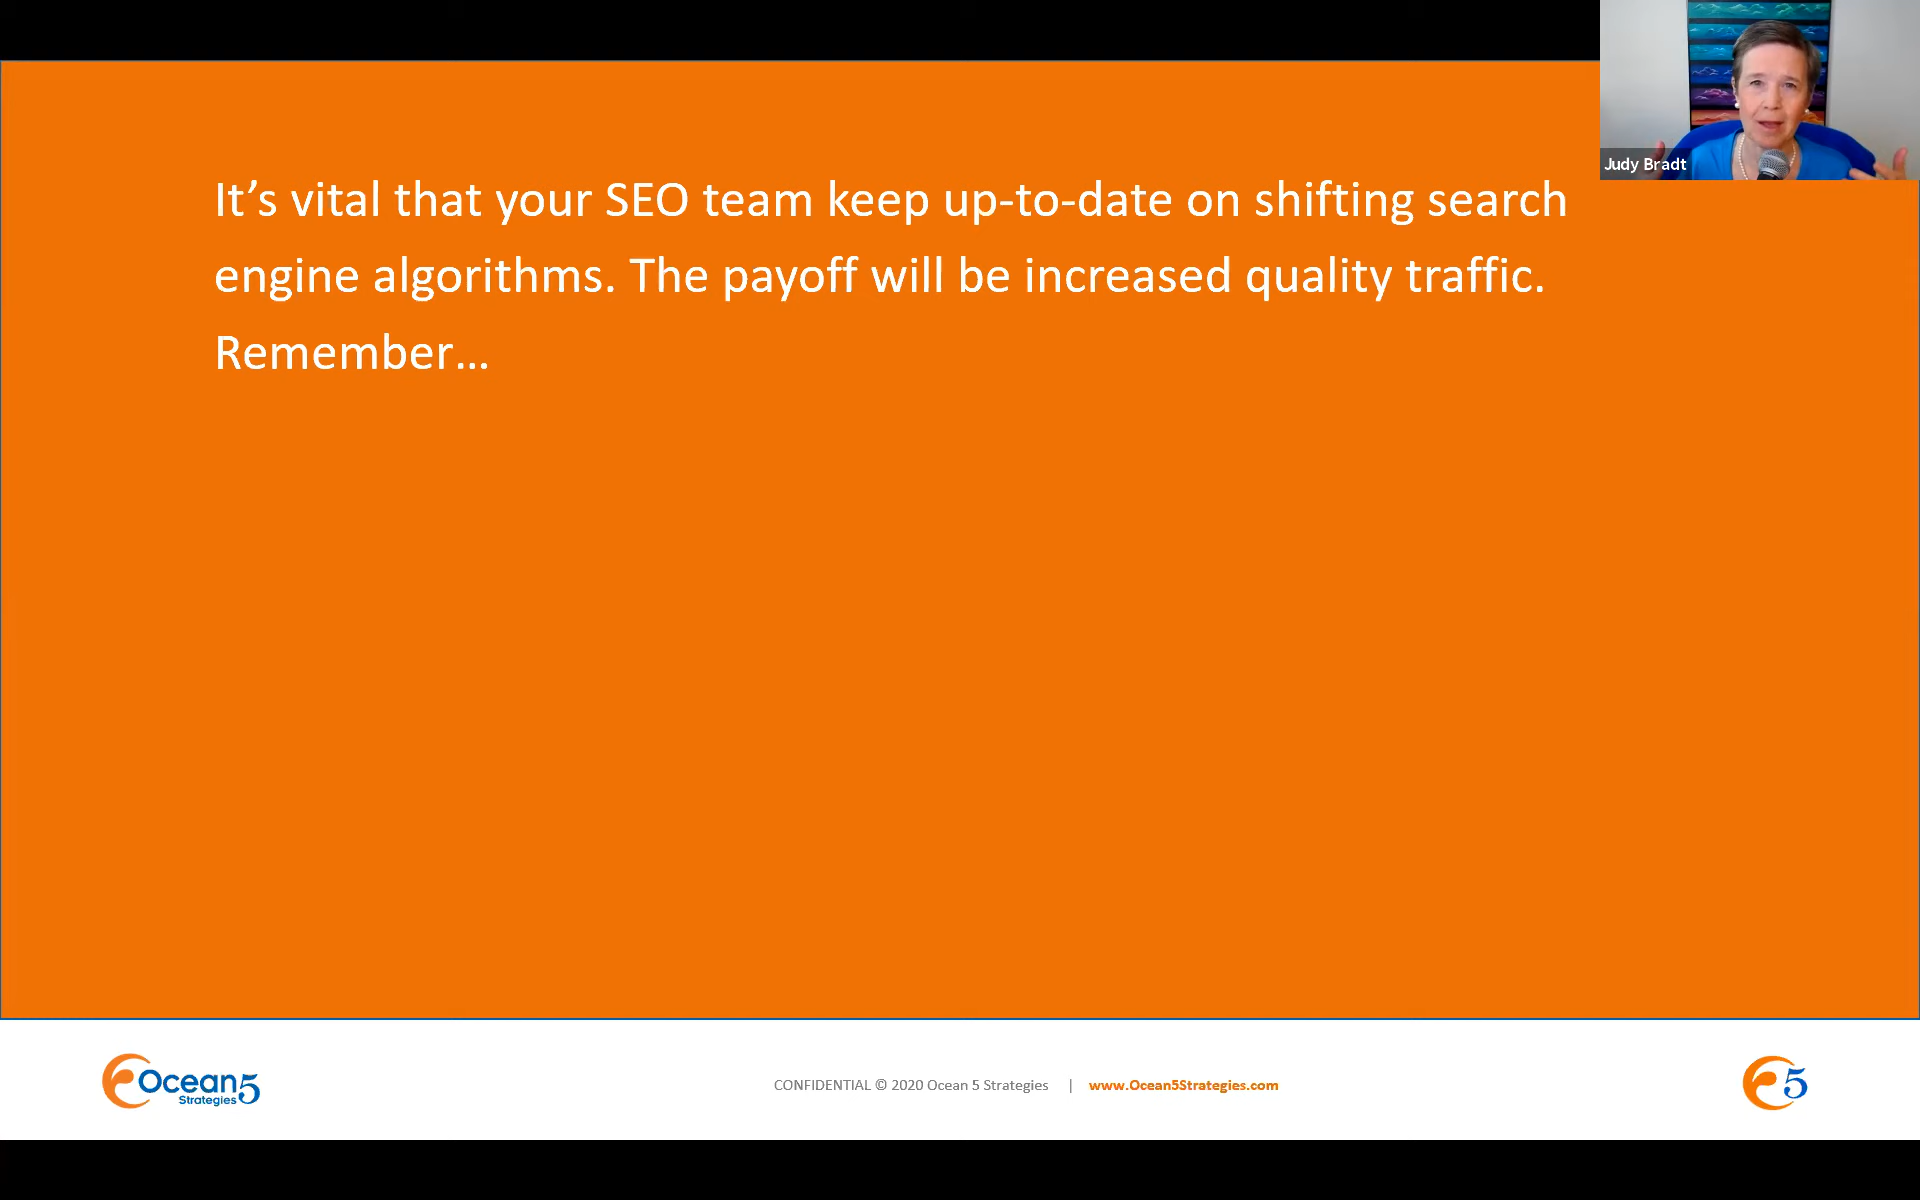 Judy Bradt
It’s vital that your SEO team keep up-to-date on shifting search
engine algorithms. The payoff will be increased quality traffic.
Remember…
Ocean5
Strategies
CONFIDENTIAL © 2020 Ocean 5 Strategies | www.Ocean5Strategies.com
5